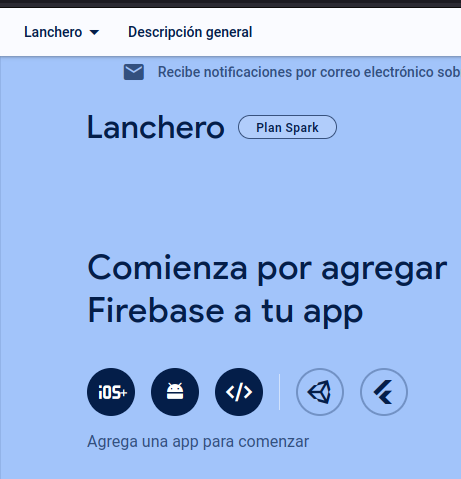 Lanchero
Descripción general
Recibe notificaciones por correo electrónico sob
Lanchero
Plan Spark
Comienza por agregar
Firebase a tu app
iOS+
Agrega una app para comenzar